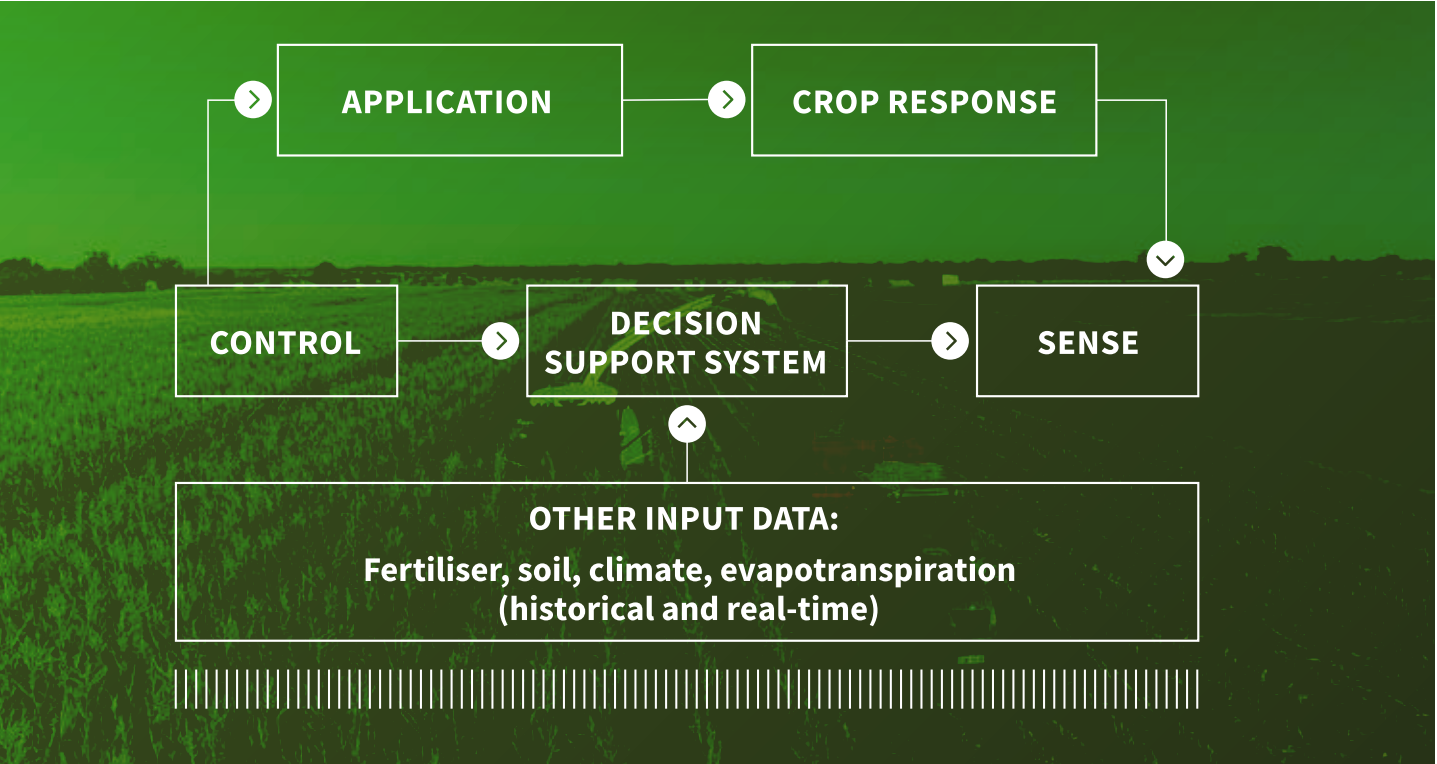 APPLICATION
CROP RESPONSE
CONTROL
DECISION
SUPPORT SYSTEM
SENSE
OTHER INPUT DATA:
Fertiliser, soil, climate, evapotranspiration
(historical and real-time)